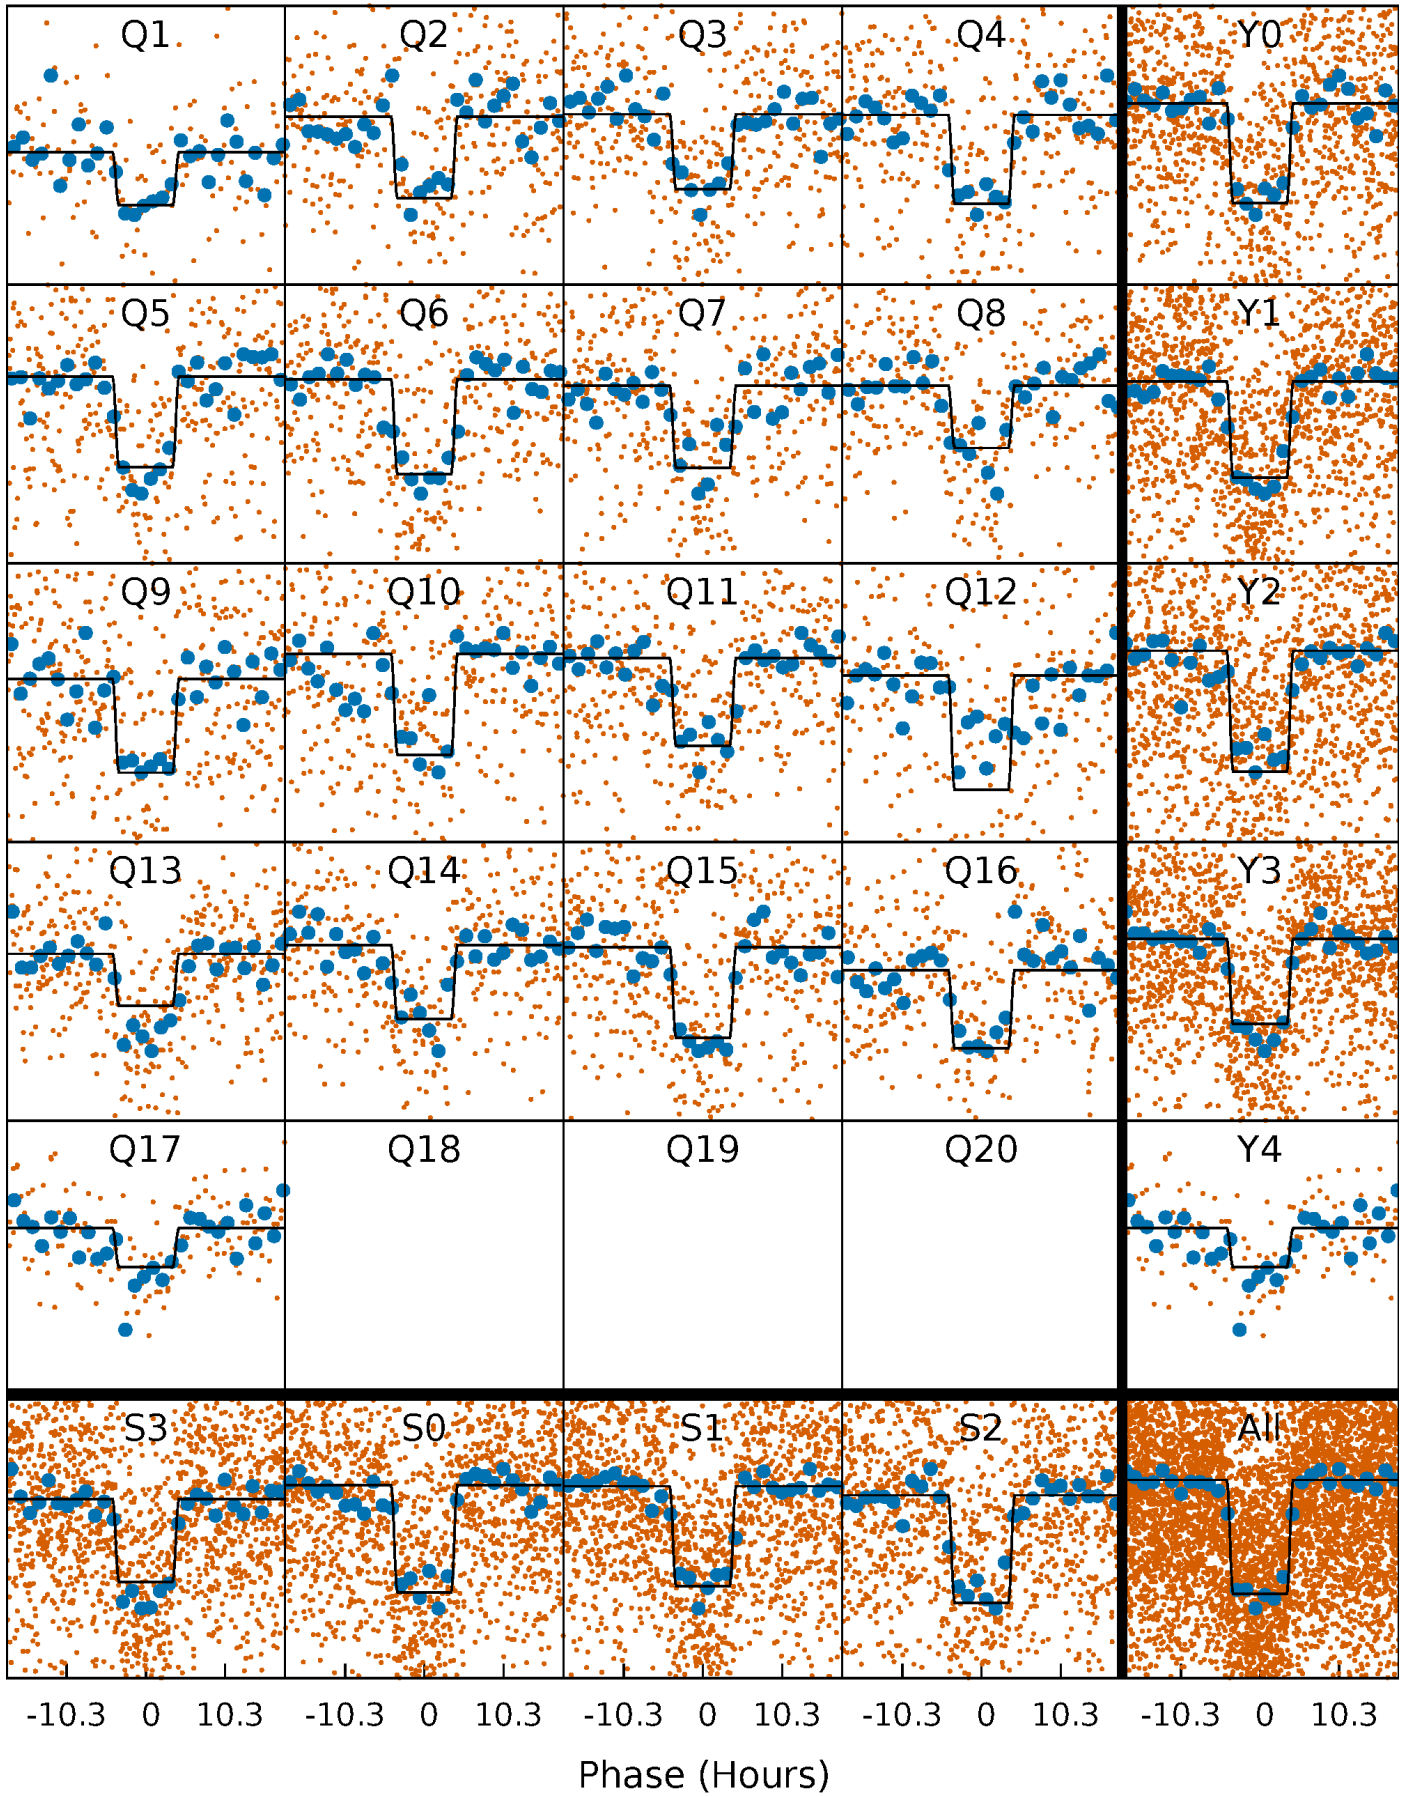 Q1 Q2 Q3 Q4 Y0
Q5 Q6 Q7 Q8 Y1
Q9 Q10 Q11 Q12 Y2
Q13 Q14 Q15 Q16 Y3
Q17 Q18 Q19 Q20 Y4
S3 S0 S1 S2 All
-10.3 0 10.3 -10.3 0 10.3 -10.3 0 10.3 -10.3 0 10.3 -10.3 0 10.3
Phase (Hours)